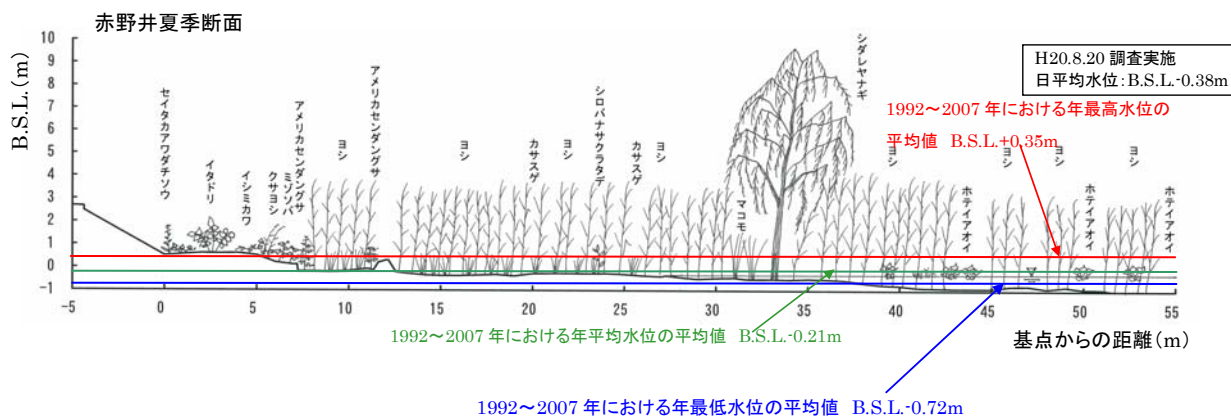 赤野井夏季断面
B.S.L.(m)
10
9
8
7
6
5
4
3
2
1
0
-1
セイタカアワダチソウ
イタドリ
イシミカワ
クサヨシ
ミゾソバ
アメリカセンダングサ
ヨシ
アメリカセンダングサ
ヨシ
カサスゲ
ヨシ
シロバナサクラタデ
カサスゲ
ヨシ
マコモ
シダレヤナギ
ヨシ
ホテイアオイ
ヨシ
ヨシ
ホテイアオイ
ヨシ
ホテイアオイ
H20.8.20 調査実施
日平均水位:B.S.L.-0.38m
1992~2007 年における年最高水位の
平均値 B.S.L.+0.35m
-5 0 5 10 15 20 25 30 35 40 45 50 55
1992~2007 年における年平均水位の平均値 B.S.L.-0.21m
基点からの距離(m)
1992~2007 年における年最低水位の平均値 B.S.L.-0.72m